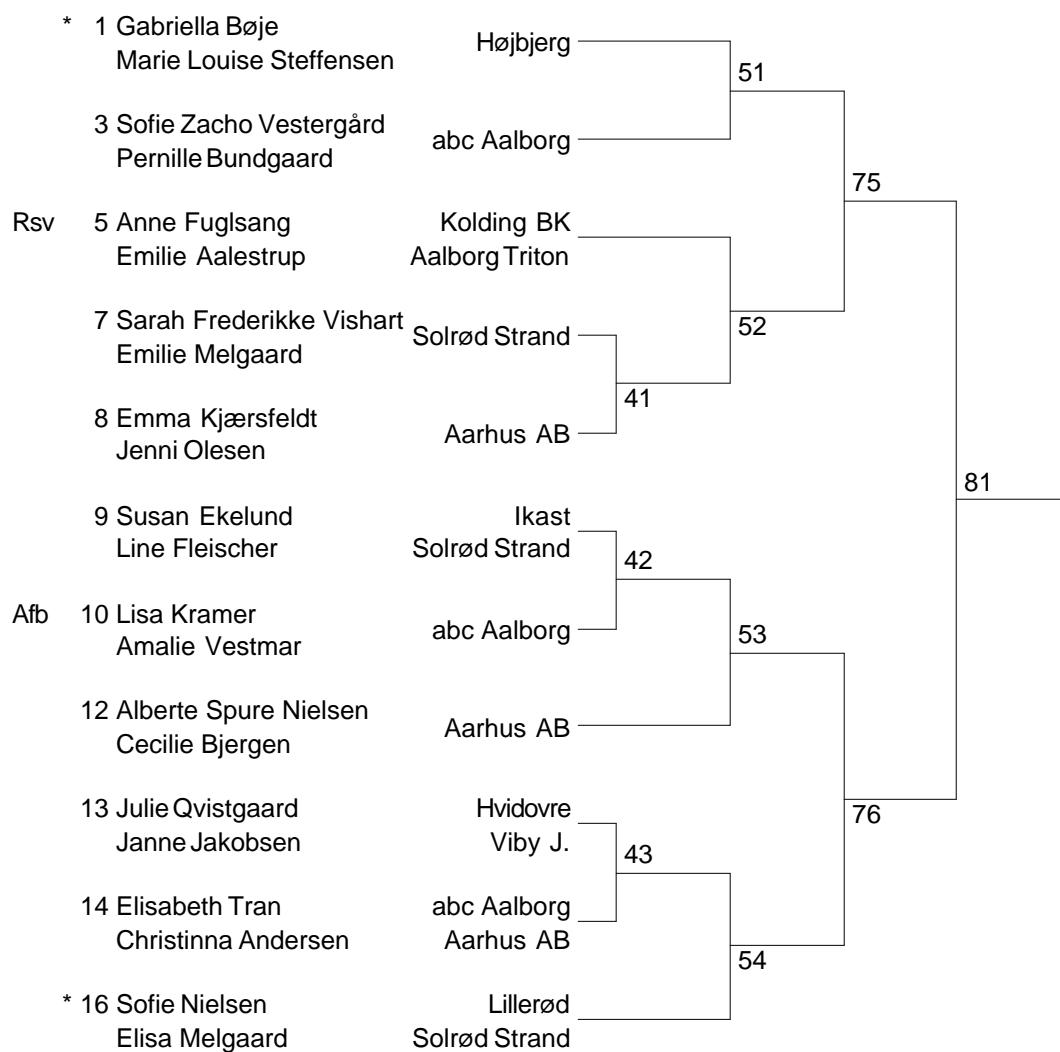 * 1 Gabriella Bøje
Højbjerg
Marie Louise Steffensen
51
3 Sofie Zacho Vestergård
abc Aalborg
Pernille Bundgaard
75
Rsv 5 Anne Fuglsang Kolding BK
Emilie Aalestrup Aalborg Triton
7 Sarah Frederikke Vishart
Solrød Strand
52
Emilie Melgaard
41
8 Emma Kjærsfeldt
Aarhus AB
Jenni Olesen
81
9 Susan Ekelund Ikast
Line Fleischer Solrød Strand
42
Afb 10 Lisa Kramer
abc Aalborg
53
Amalie Vestmar
12 Alberte Spure Nielsen
Aarhus AB
Cecilie Bjergen
13 Julie Qvistgaard Hvidovre
76
Janne Jakobsen Viby J.
43
14 Elisabeth Tran abc Aalborg
Christinna Andersen Aarhus AB
54
* 16 Sofie Nielsen Lillerød
Elisa Melgaard Solrød Strand